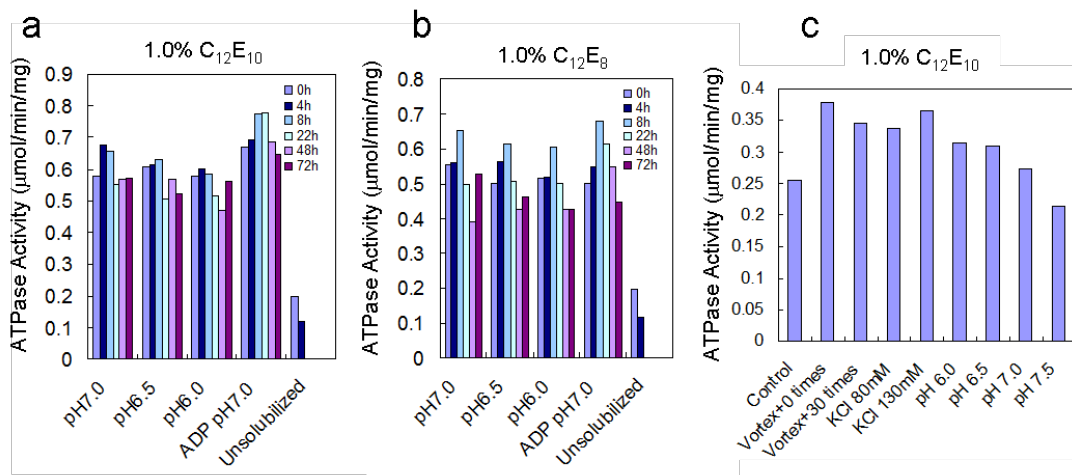 a
1.0% C12E10
ATPase Activity (μmol/min/mg)
0.9
0.8
0.7
0.6
0.5
0.4
0.3
0.2
0.1
0
0h
4h
8h
22h
48h
72h
pH7.0
pH6.5
pH6.0
ADP pH7.0
Unsolubilized
b
1.0% C12E8
ATPase Activity (μmol/min/mg)
0.8
0.7
0.6
0.5
0.4
0.3
0.2
0.1
0
0h
4h
8h
22h
48h
72h
pH7.0
pH6.5
pH6.0
ADP pH7.0
Unsolubilized
c
1.0% C12E10
ATPase Activity (μmol/min/mg)
0.4
0.35
0.3
0.25
0.2
0.15
0.1
0.05
0
Control
Vortex+0 times
Vortex+30 times
KCl 80mM
KCl 130mM
pH 6.0
pH 6.5
pH 7.0
pH 7.5